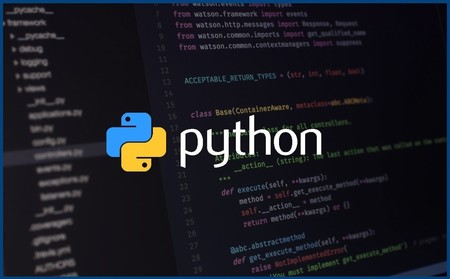 __pycache__
framework
__pycache__
debug
logging
support
views
__init__.py
applications.py
bin.py
config.py
controllers.py
events.py
exceptions.py
listeners.py
__init__.py
.gitignore
.travis.yml
AUTHORS
from watson.events import types
from watson.framework import events
from watson.http.messages import Response, Request
from watson.common.imports import get_qualified_name
from watson.common.contextmanagers import suppress
ACCEPTABLE_RETURN_TYPES = (str, int, float, bool)
class Base(ContainerAware, metaclass=abc.ABCMeta):
for all controllers.
python
__action__ (string): The last action that was called on the
def execute(self, **kwargs):
method = self.get_execute_method(**kwargs)
self.__action__ = method
return method(**kwargs) or {}
@abc.abstractmethod
def get_execute_method(self, **kwargs):
raise NotImplementedError(
'You must implement get_execute_method')